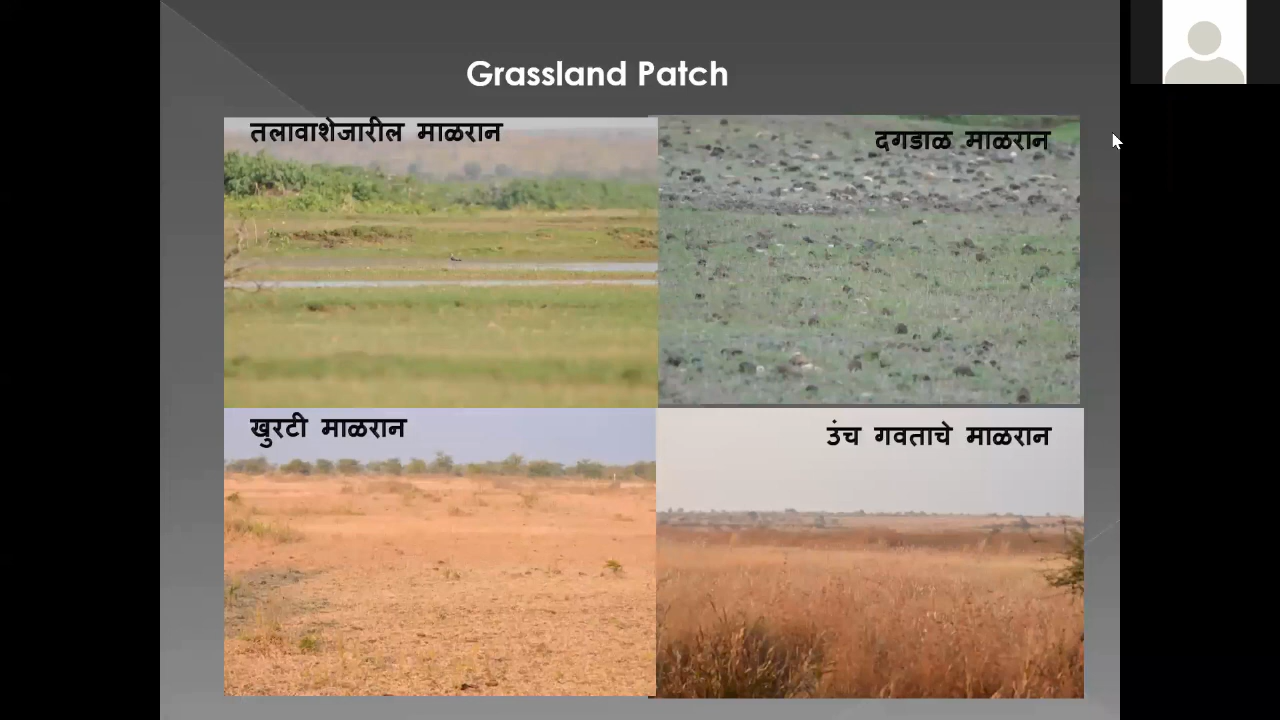 Grassland Patch
तलावाशेजारील माळरान
दगडाळ माळरान
खुरटी माळरान
उंच गवताचे माळरान